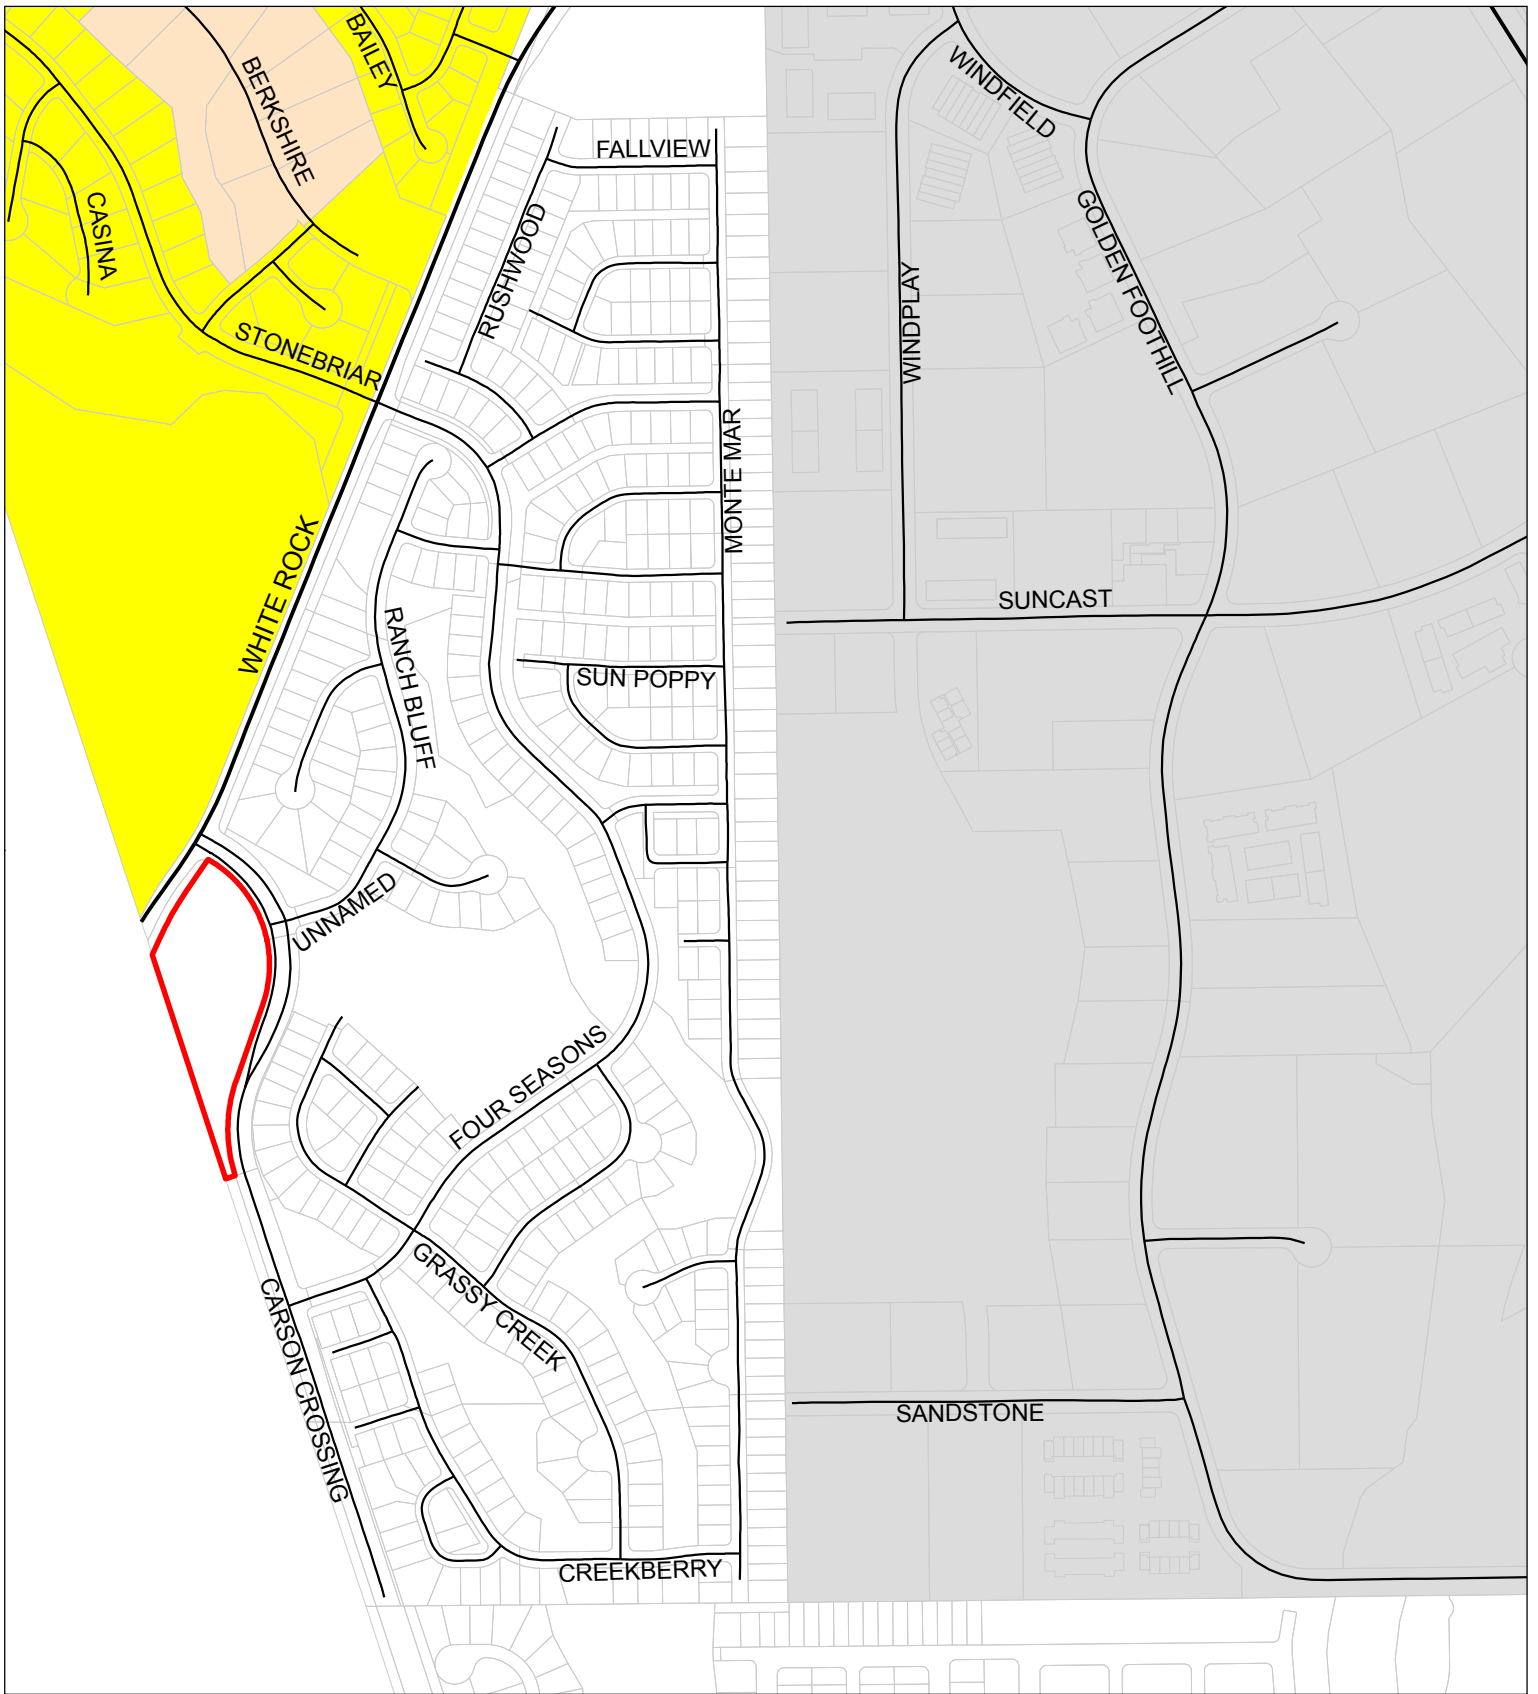 BAILEY
BERKSHIRE
WINDFIELD
FALLVIEW
CASINA
RUSHWOOD
GOLDEN FOOTHILL
WINDPLAY
STONEBRIAR
MONTE MAR
WHITE ROCK
SUNCAST
RANCH BLUFF
SUN POPPY
UNNAMED
FOUR SEASONS
GRASSY CREEK
CARSON CROSSING
SANDSTONE
CREEKBERRY